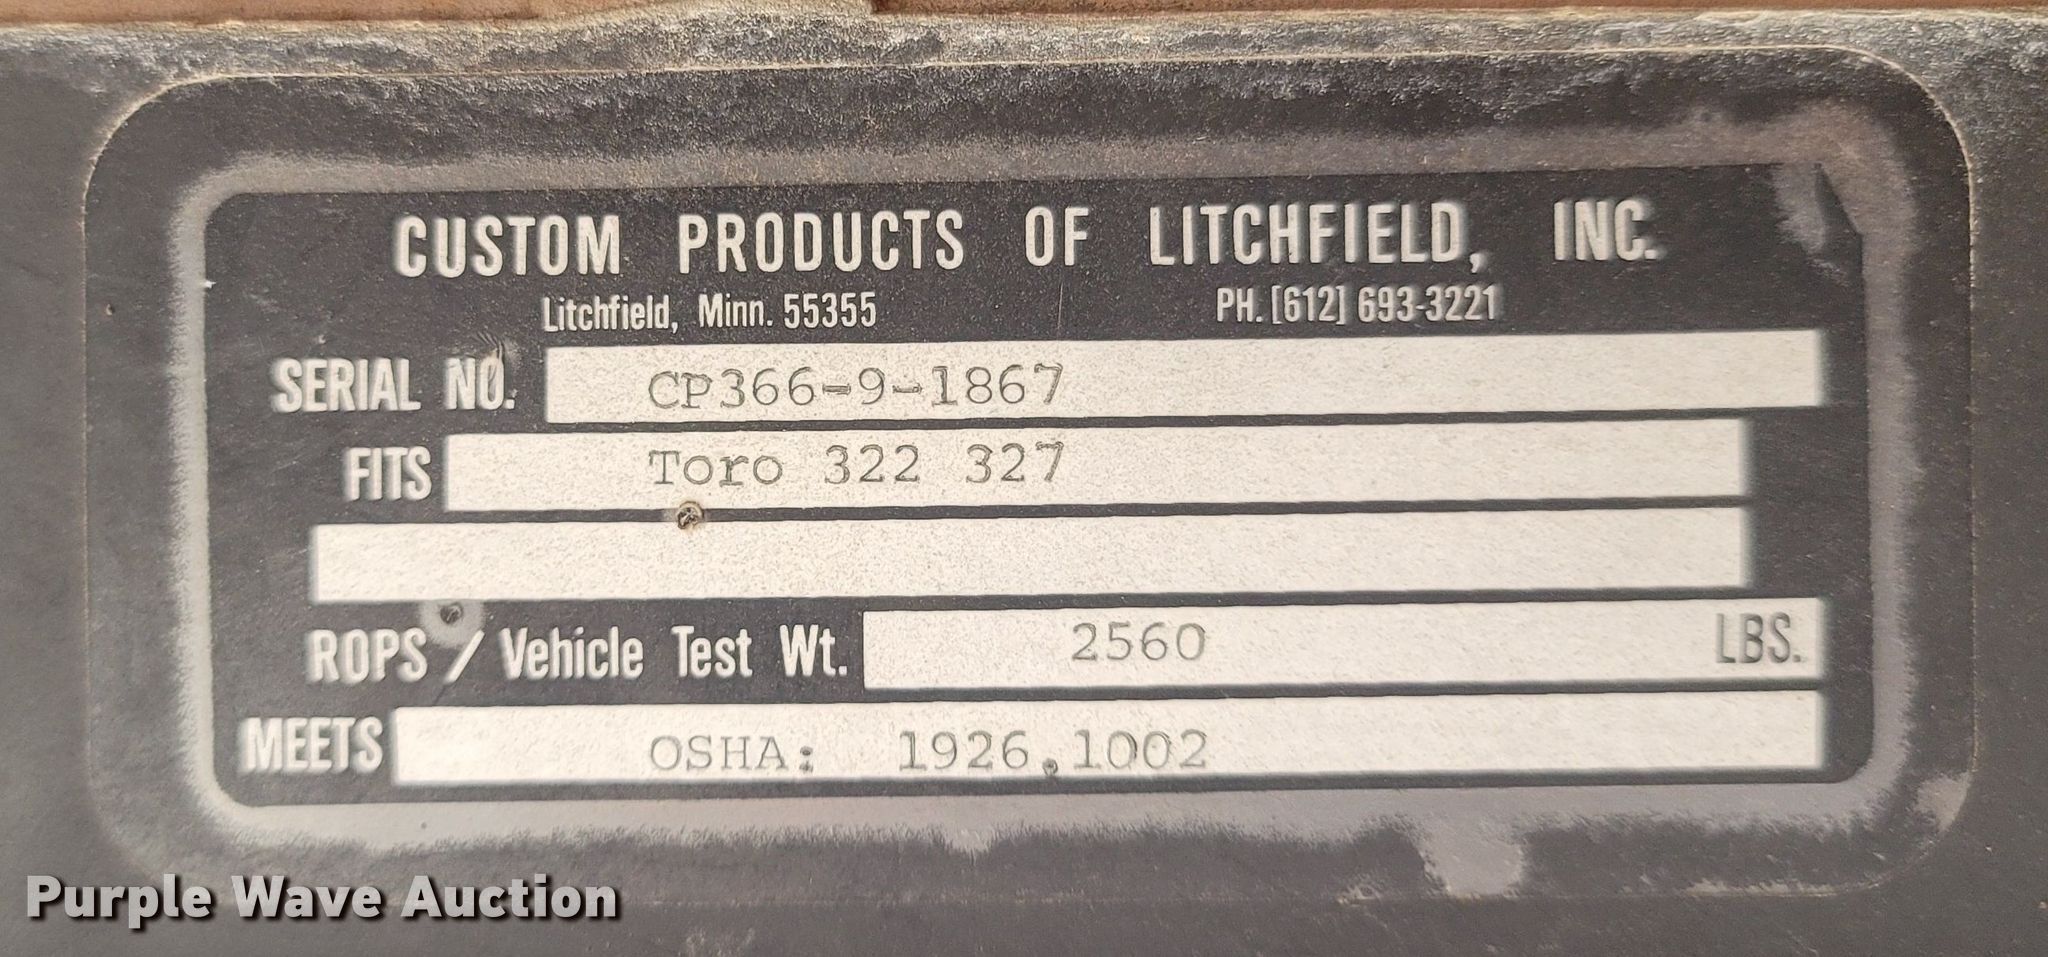 CUSTOM PRODUCTS OF LITCHFIELD, INC.
Litchfield, Minn. 55355 PH. [612] 693-3221
SERIAL NO. CP366-9-1867
FITS Toro 322 327
ROPS / Vehicle Test Wt. 2560 LBS.
MEETS OSHA: 1926.1002
Purple Wave Auction